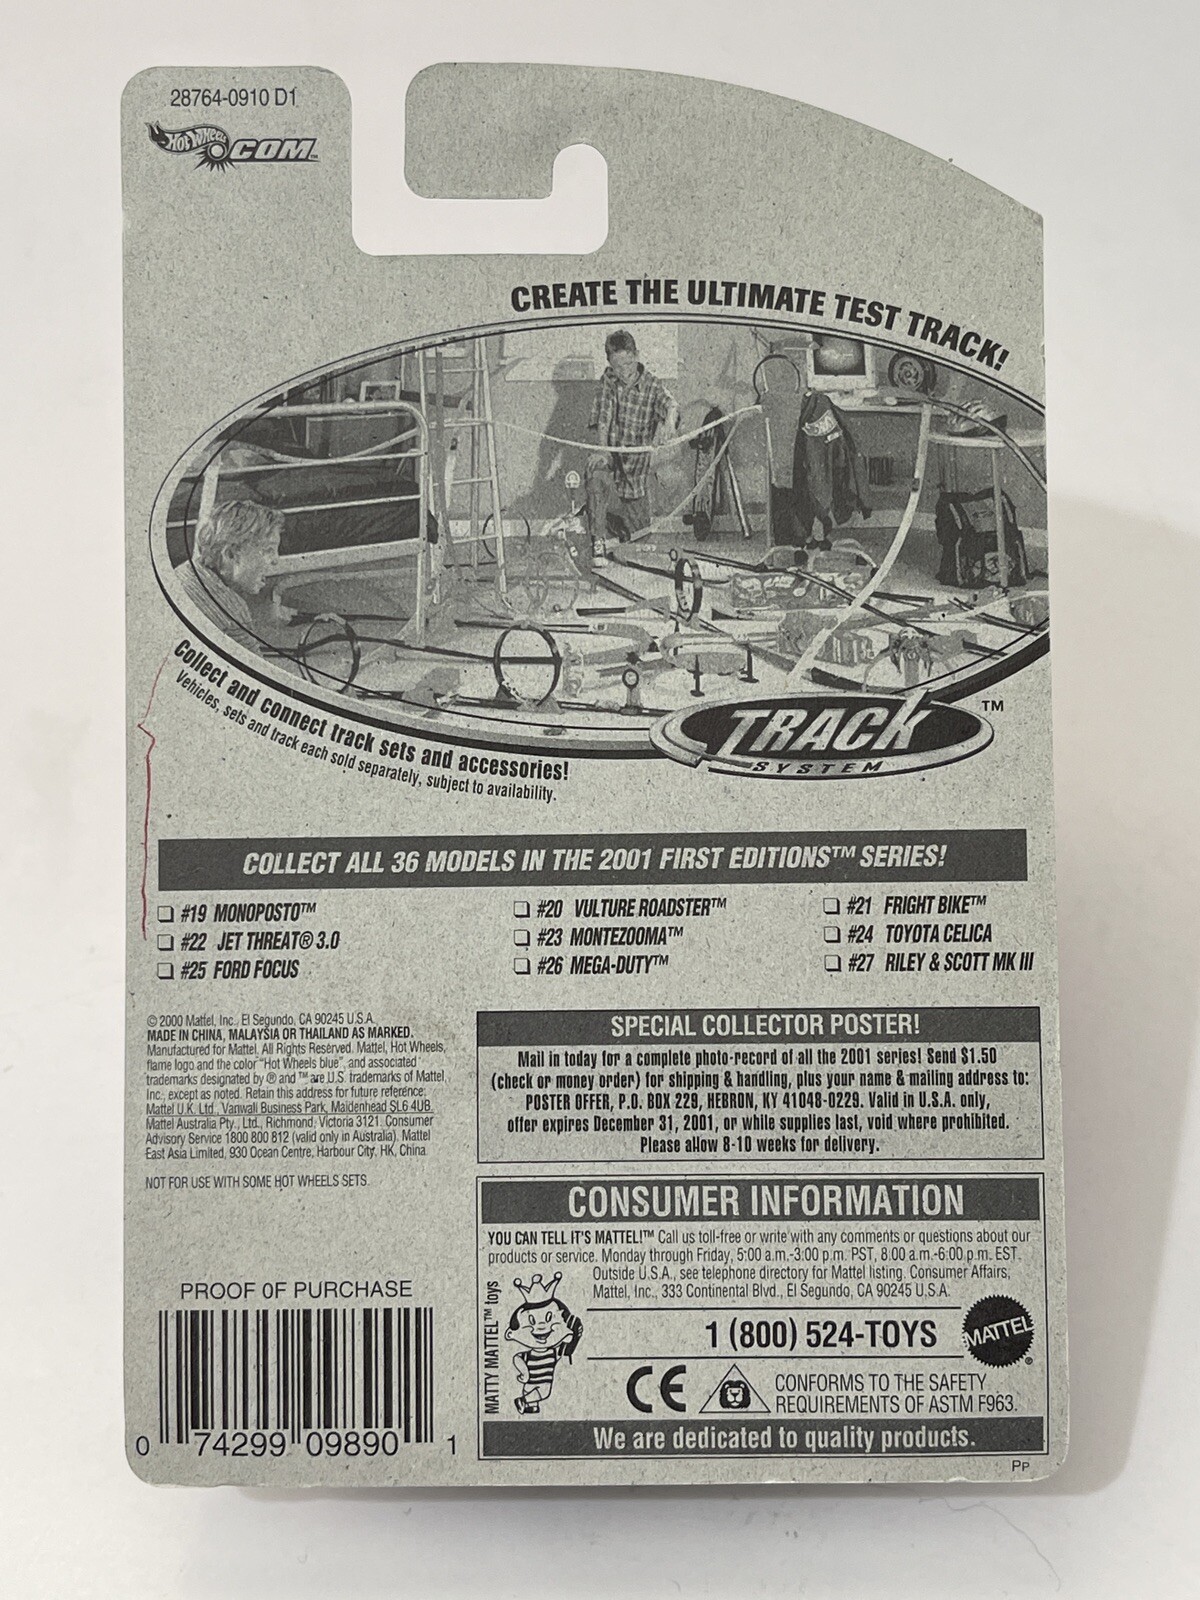 28764-0910 D1
HOT WHEELS.COM™
CREATE THE ULTIMATE TEST TRACK!
Collect and connect track sets and accessories!
Vehicles, sets and track each sold separately, subject to availability.
TRACK ™
SYSTEM
COLLECT ALL 36 MODELS IN THE 2001 FIRST EDITIONS™ SERIES!
❏ #19 MONOPOSTO™ ❏ #20 VULTURE ROADSTER™ ❏ #21 FRIGHT BIKE™
❏ #22 JET THREAT® 3.0 ❏ #23 MONTEZOOMA™ ❏ #24 TOYOTA CELICA
❏ #25 FORD FOCUS ❏ #26 MEGA-DUTY™ ❏ #27 RILEY & SCOTT MK III
© 2000 Mattel, Inc., El Segundo, CA 90245 U.S.A.
MADE IN CHINA, MALAYSIA OR THAILAND AS MARKED.
Manufactured for Mattel. All Rights Reserved. Mattel, Hot Wheels,
flame logo and the color "Hot Wheels blue", and associated
trademarks designated by ® and ™ are U.S. trademarks of Mattel,
Inc., except as noted. Retain this address for future reference:
Mattel U.K. Ltd., Vanwall Business Park, Maidenhead SL6 4UB.
Mattel Australia Pty., Ltd., Richmond, Victoria 3121. Consumer
Advisory Service 1800 800 812 (valid only in Australia). Mattel
East Asia Limited, 930 Ocean Centre, Harbour City, HK, China.
NOT FOR USE WITH SOME HOT WHEELS SETS.
SPECIAL COLLECTOR POSTER!
Mail in today for a complete photo-record of all the 2001 series! Send $1.50
(check or money order) for shipping & handling, plus your name & mailing address to:
POSTER OFFER, P.O. BOX 229, HEBRON, KY 41048-0229. Valid in U.S.A. only,
offer expires December 31, 2001, or while supplies last, void where prohibited.
Please allow 8-10 weeks for delivery.
CONSUMER INFORMATION
YOU CAN TELL IT'S MATTEL!™ Call us toll-free or write with any comments or questions about our
products or service. Monday through Friday, 5:00 a.m.-3:00 p.m. PST, 8:00 a.m.-6:00 p.m. EST.
Outside U.S.A., see telephone directory for Mattel listing. Consumer Affairs,
Mattel, Inc., 333 Continental Blvd., El Segundo, CA 90245 U.S.A.
MATTY MATTEL™ toys
1 (800) 524-TOYS
MATTEL®
CE
CONFORMS TO THE SAFETY
REQUIREMENTS OF ASTM F963.
We are dedicated to quality products.
PP
PROOF OF PURCHASE
0 74299 09890 1